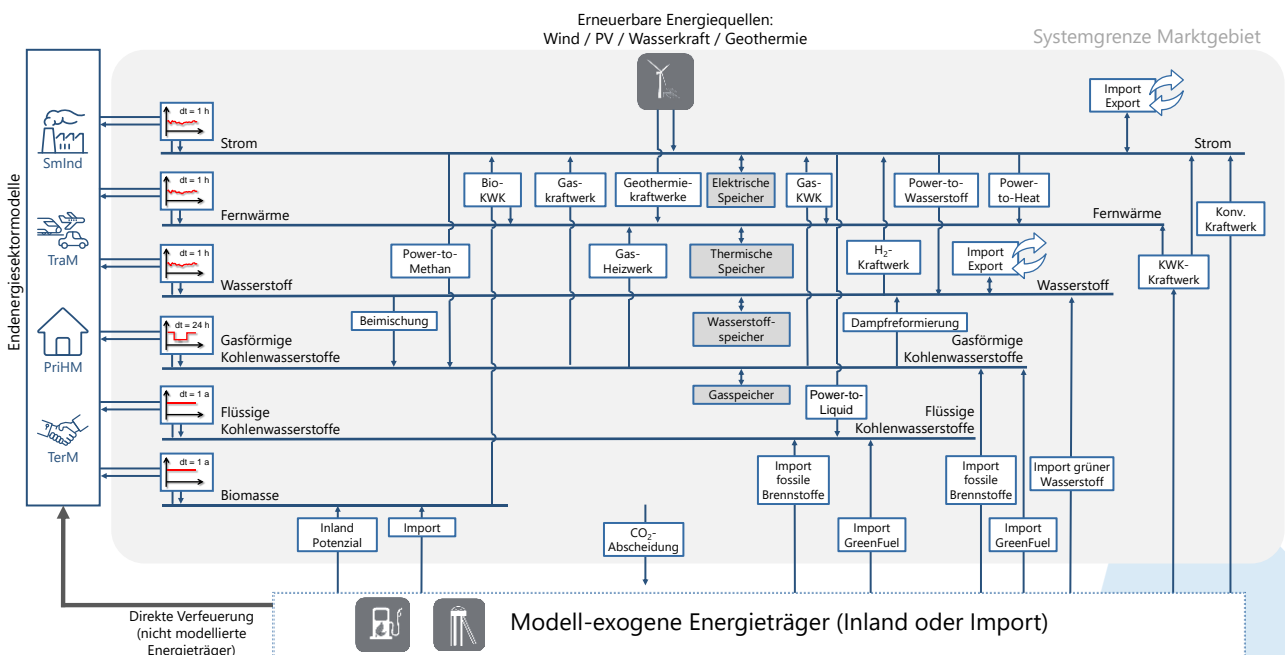 Erneuerbare Energiequellen:
Wind / PV / Wasserkraft / Geothermie
Systemgrenze Marktgebiet
Endenergiesektormodelle
SmInd
TraM
PriHM
TerM
dt = 1 h
Strom
Import
Export
Strom
Bio-
KWK
Gas-
kraftwerk
Geothermie-
kraftwerke
Elektrische
Speicher
Gas-
KWK
Power-to-
Wasserstoff
Power-
to-Heat
Konv.
Kraftwerk
dt = 1 h
Fernwärme
Fernwärme
Power-to-
Methan
Gas-
Heizwerk
Thermische
Speicher
H₂-
Kraftwerk
Import
Export
KWK-
Kraftwerk
dt = 1 h
Wasserstoff
Wasserstoff
Beimischung
Wasserstoff-
speicher
Dampfreformierung
dt = 24 h
Gasförmige
Kohlenwasserstoffe
Gasförmige
Kohlenwasserstoffe
Gasspeicher
Power-to-
Liquid
dt = 1 a
Flüssige
Kohlenwasserstoffe
Flüssige
Kohlenwasserstoffe
dt = 1 a
Biomasse
Import
fossile
Brennstoffe
Import
fossile
Brennstoffe
Import grüner
Wasserstoff
Inland
Potenzial
Import
CO₂-
Abscheidung
Import
GreenFuel
Import
GreenFuel
Direkte Verfeuerung
(nicht modellierte
Energieträger)
Modell-exogene Energieträger (Inland oder Import)